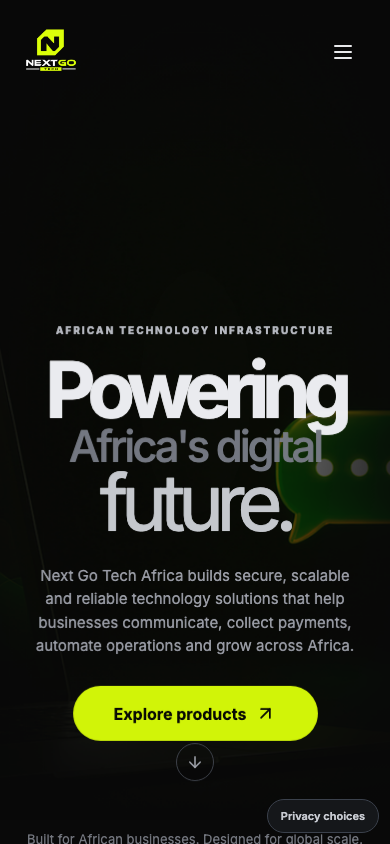 NEXTGO
TECH
AFRICAN TECHNOLOGY INFRASTRUCTURE
Powering
Africa's digital
future.
Next Go Tech Africa builds secure, scalable
and reliable technology solutions that help
businesses communicate, collect payments,
automate operations and grow across Africa.
Explore products
Privacy choices
Built for African businesses. Designed for global scale.